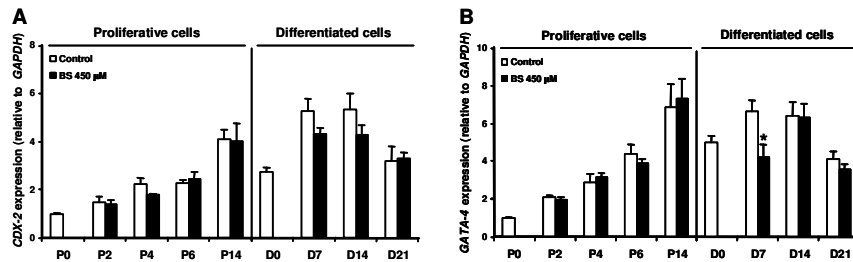 A
Proliferative cells
Differentiated cells
CDX-2 expression (relative to GAPDH)
8
6
4
2
0
Control
BS 450 µM
P0 P2 P4 P6 P14 D0 D7 D14 D21
B
Proliferative cells
Differentiated cells
GATA-4 expression (relative to GAPDH)
10
8
6
4
2
0
Control
BS 450 µM
*
P0 P2 P4 P6 P14 D0 D7 D14 D21